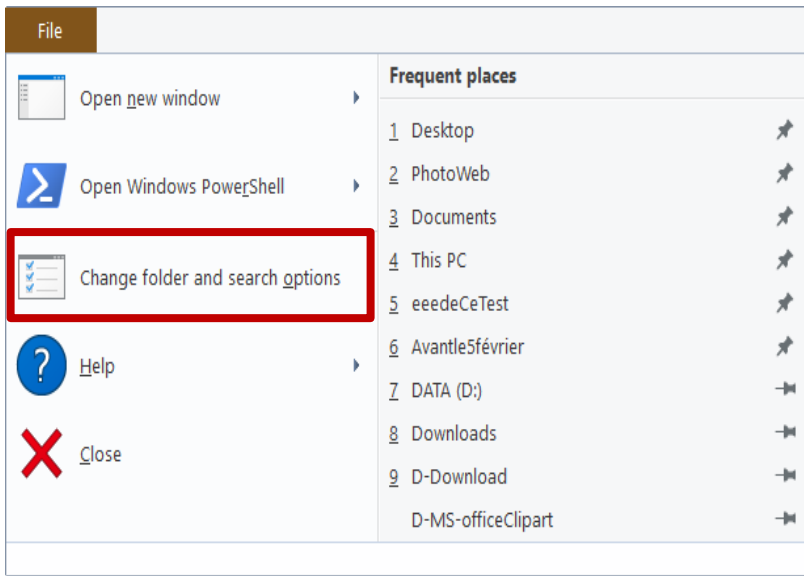 File
Open new window
Open Windows PowerShell
Change folder and search options
Help
Close
Frequent places
1 Desktop
2 PhotoWeb
3 Documents
4 This PC
5 eeedeCeTest
6 Avantle5février
7 DATA (D:)
8 Downloads
9 D-Download
D-MS-officeClipart